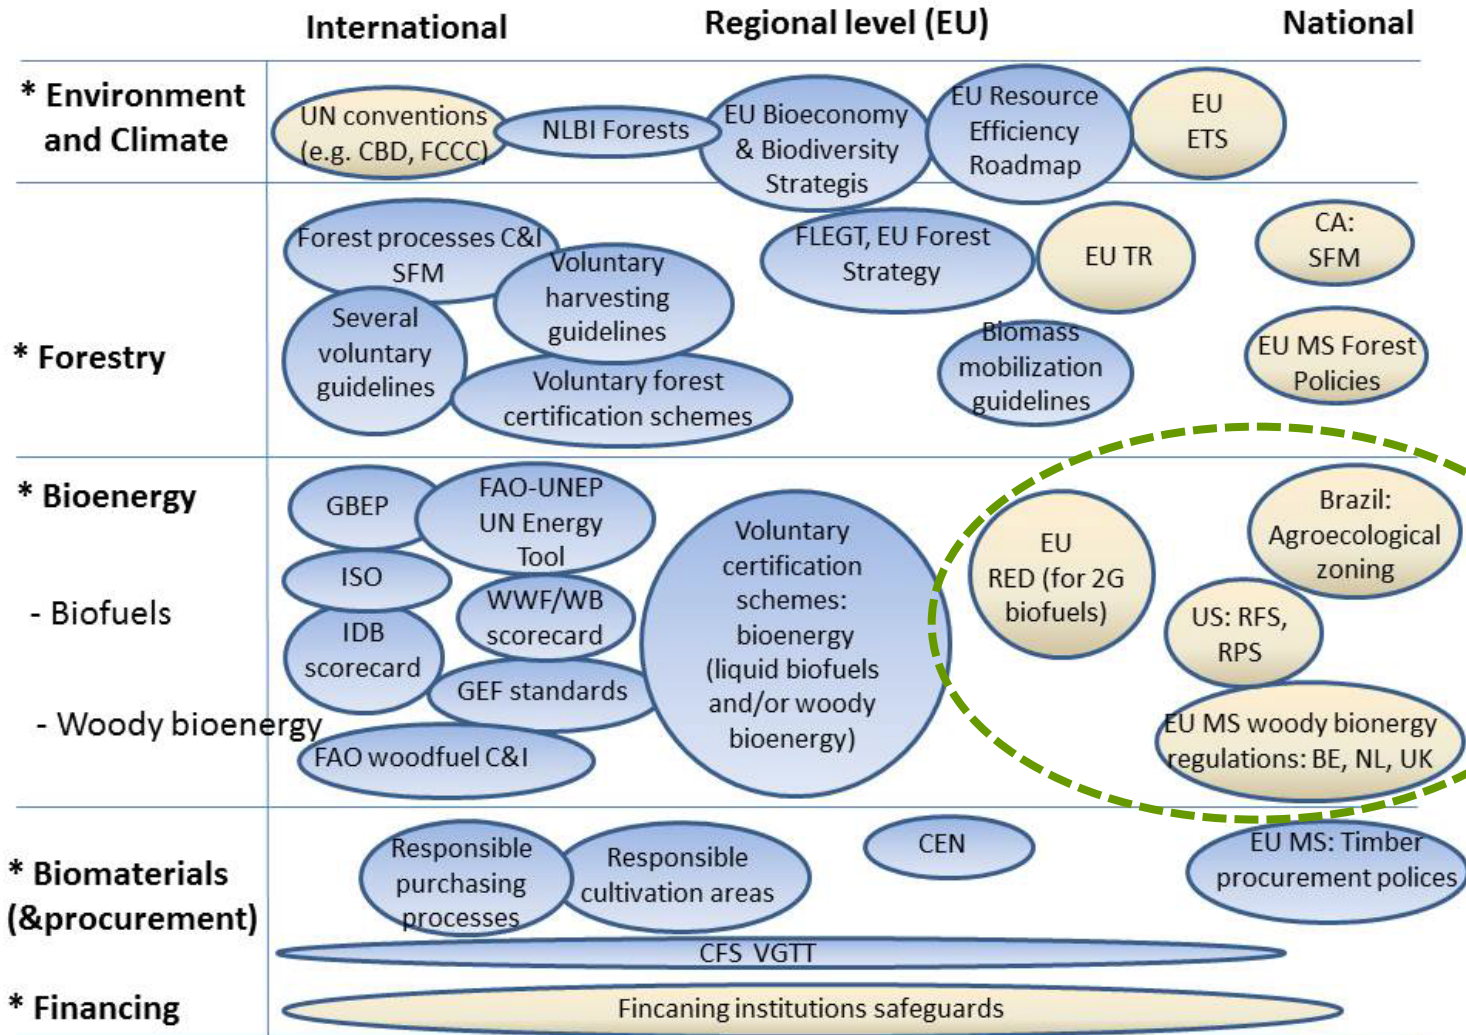 International
Regional level (EU)
National
* Environment
and Climate
UN conventions
(e.g. CBD, FCCC)
NLBI Forests
EU Bioeconomy
& Biodiversity
Strategis
EU Resource
Efficiency
Roadmap
EU
ETS
* Forestry
Forest processes C&I
SFM
Voluntary
harvesting
guidelines
Several
voluntary
guidelines
Voluntary forest
certification schemes
FLEGT, EU Forest
Strategy
EU TR
Biomass
mobilization
guidelines
CA:
SFM
EU MS Forest
Policies
* Bioenergy
- Biofuels
- Woody bioenergy
GBEP
FAO-UNEP
UN Energy
Tool
ISO
WWF/WB
scorecard
IDB
scorecard
GEF standards
FAO woodfuel C&I
Voluntary
certification
schemes:
bioenergy
(liquid biofuels
and/or woody
bioenergy)
EU
RED (for 2G
biofuels)
Brazil:
Agroecological
zoning
US: RFS,
RPS
EU MS woody bionergy
regulations: BE, NL, UK
* Biomaterials
(&procurement)
Responsible
purchasing
processes
Responsible
cultivation areas
CEN
EU MS: Timber
procurement polices
CFS VGTT
* Financing
Fincaning institutions safeguards